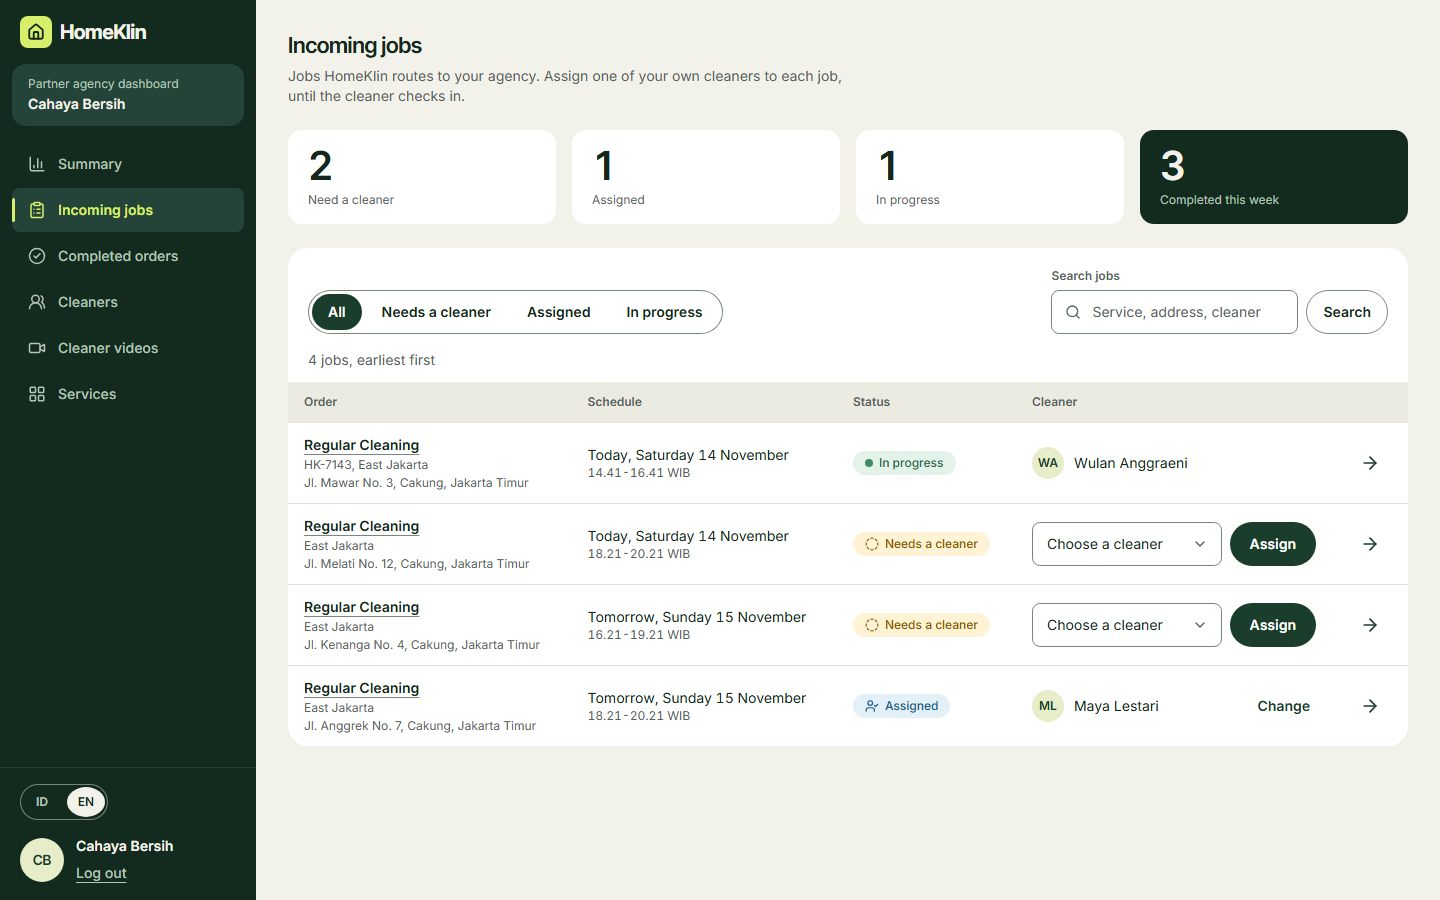 HomeKlin
Partner agency dashboard
Cahaya Bersih
Summary
Incoming jobs
Completed orders
Cleaners
Cleaner videos
Services
ID
EN
CB
Cahaya Bersih
Log out
Incoming jobs
Jobs HomeKlin routes to your agency. Assign one of your own cleaners to each job,
until the cleaner checks in.
2
Need a cleaner
1
Assigned
1
In progress
3
Completed this week
All
Needs a cleaner
Assigned
In progress
Search jobs
Service, address, cleaner
Search
4 jobs, earliest first
Order
Schedule
Status
Cleaner
Regular Cleaning
HK-7143, East Jakarta
Jl. Mawar No. 3, Cakung, Jakarta Timur
Today, Saturday 14 November
14.41-16.41 WIB
In progress
WA
Wulan Anggraeni
Regular Cleaning
East Jakarta
Jl. Melati No. 12, Cakung, Jakarta Timur
Today, Saturday 14 November
18.21-20.21 WIB
Needs a cleaner
Choose a cleaner
Assign
Regular Cleaning
East Jakarta
Jl. Kenanga No. 4, Cakung, Jakarta Timur
Tomorrow, Sunday 15 November
16.21-19.21 WIB
Needs a cleaner
Choose a cleaner
Assign
Regular Cleaning
East Jakarta
Jl. Anggrek No. 7, Cakung, Jakarta Timur
Tomorrow, Sunday 15 November
18.21-20.21 WIB
Assigned
ML
Maya Lestari
Change